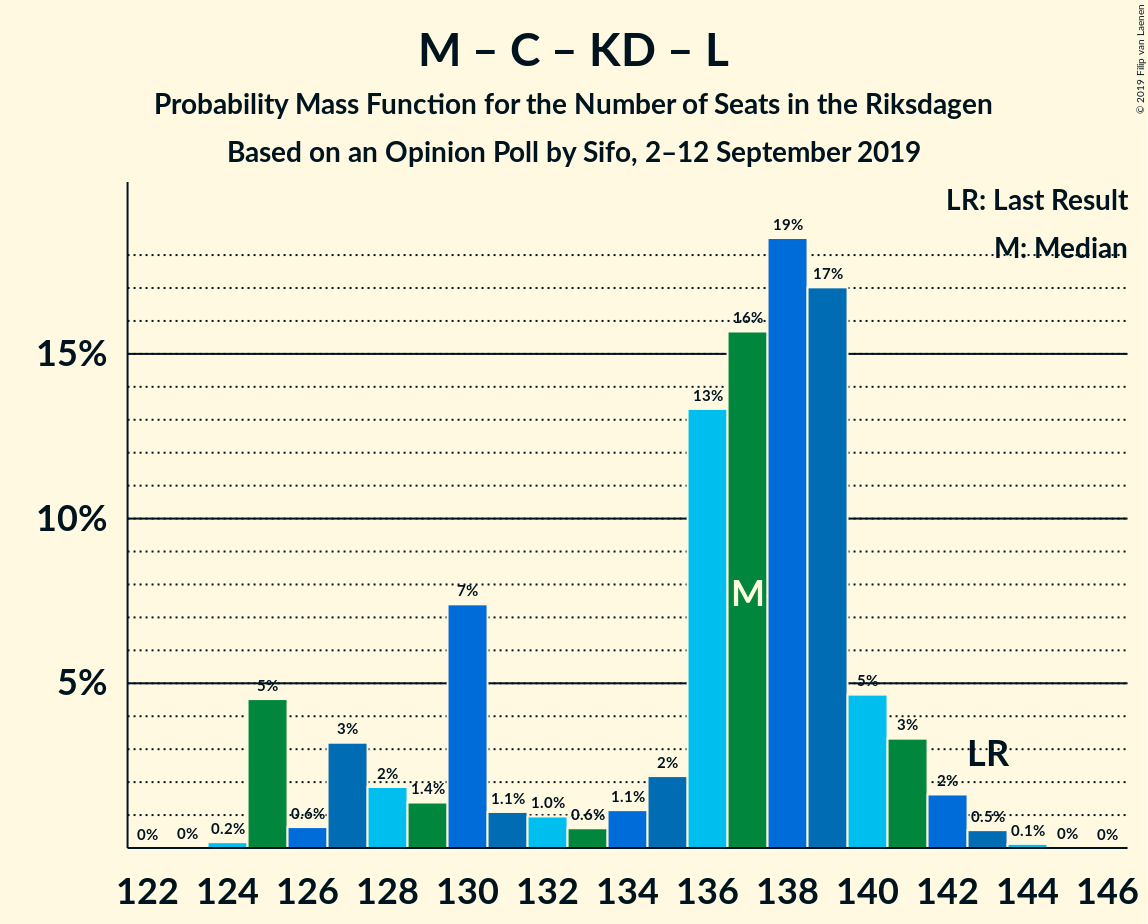 M – C – KD – L
Probability Mass Function for the Number of Seats in the Riksdagen
Based on an Opinion Poll by Sifo, 2–12 September 2019
© 2019 Filip van Laenen
LR: Last Result
M: Median
15%
10%
5%
0% 0% 0.2% 5% 0.6% 3% 2% 1.4% 7% 1.1% 1.0% 0.6% 1.1% 2% 13% 16% 19% 17% 5% 3% 2% 0.5% 0.1% 0% 0%
M
LR
122 124 126 128 130 132 134 136 138 140 142 144 146